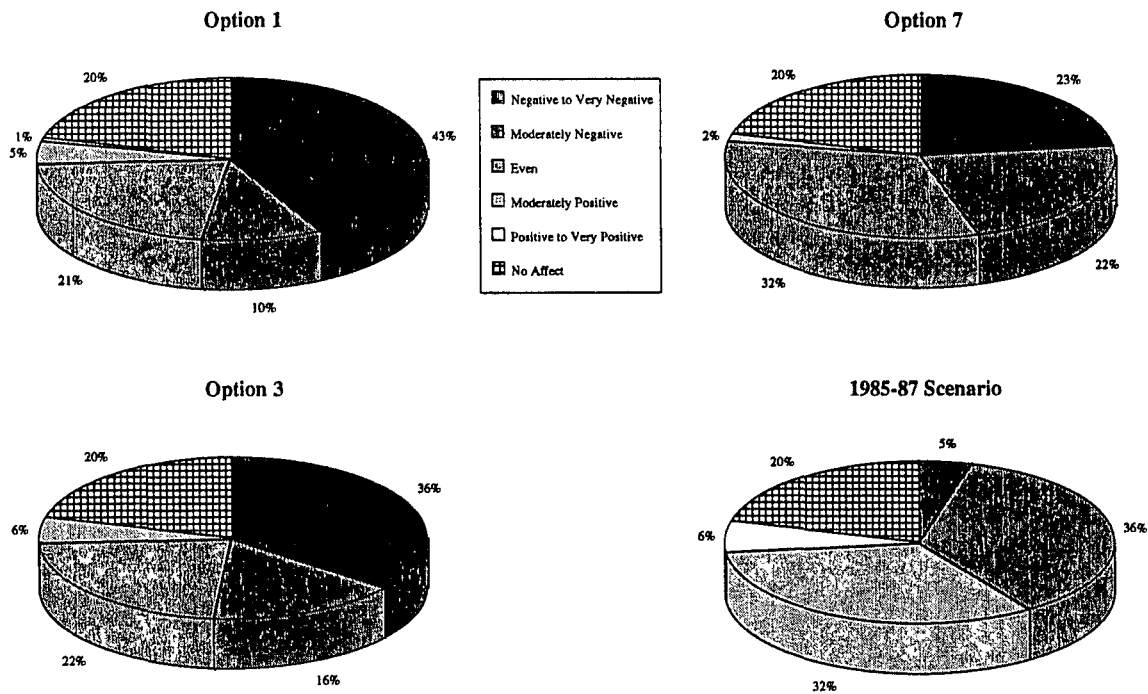 Option 1
20%
43%
1%
5%
21%
10%
Negative to Very Negative
Moderately Negative
Even
Moderately Positive
Positive to Very Positive
No Affect
Option 7
20%
23%
2%
32%
22%
Option 3
20%
36%
6%
22%
16%
1985-87 Scenario
5%
20%
36%
6%
32%